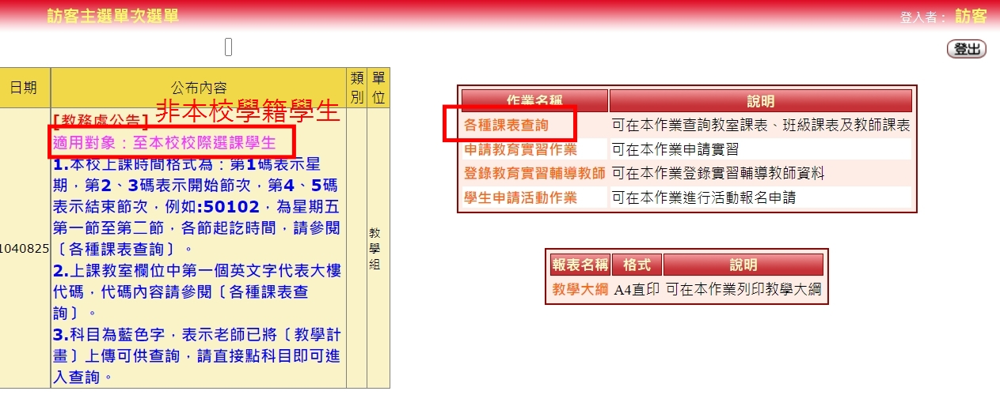 訪客主選單次選單
登入者： 訪客
登出
日期 公布內容 類別 單位
非本校學籍學生
[教務處公告]
適用對象：至本校校際選課學生
1.本校上課時間格式為：第1碼表示星
期，第2、3碼表示開始節次，第4、5碼
表示結束節次，例如:50102，為星期五
第一節至第二節，各節起訖時間，請參閱
〔各種課表查詢〕。
2.上課教室欄位中第一個英文字代表大樓
代碼，代碼內容請參閱〔各種課表查
詢〕。
3.科目為藍色字，表示老師已將〔教學計
畫〕上傳可供查詢，請直接點科目即可進
入查詢。
1040825
教學組
作業名稱 說明
各種課表查詢 可在本作業查詢教室課表、班級課表及教師課表
申請教育實習作業 可在本作業申請實習
登錄教育實習輔導教師 可在本作業登錄實習輔導教師資料
學生申請活動作業 可在本作業進行活動報名申請
報表名稱 格式 說明
教學大綱 A4直印 可在本作業列印教學大綱